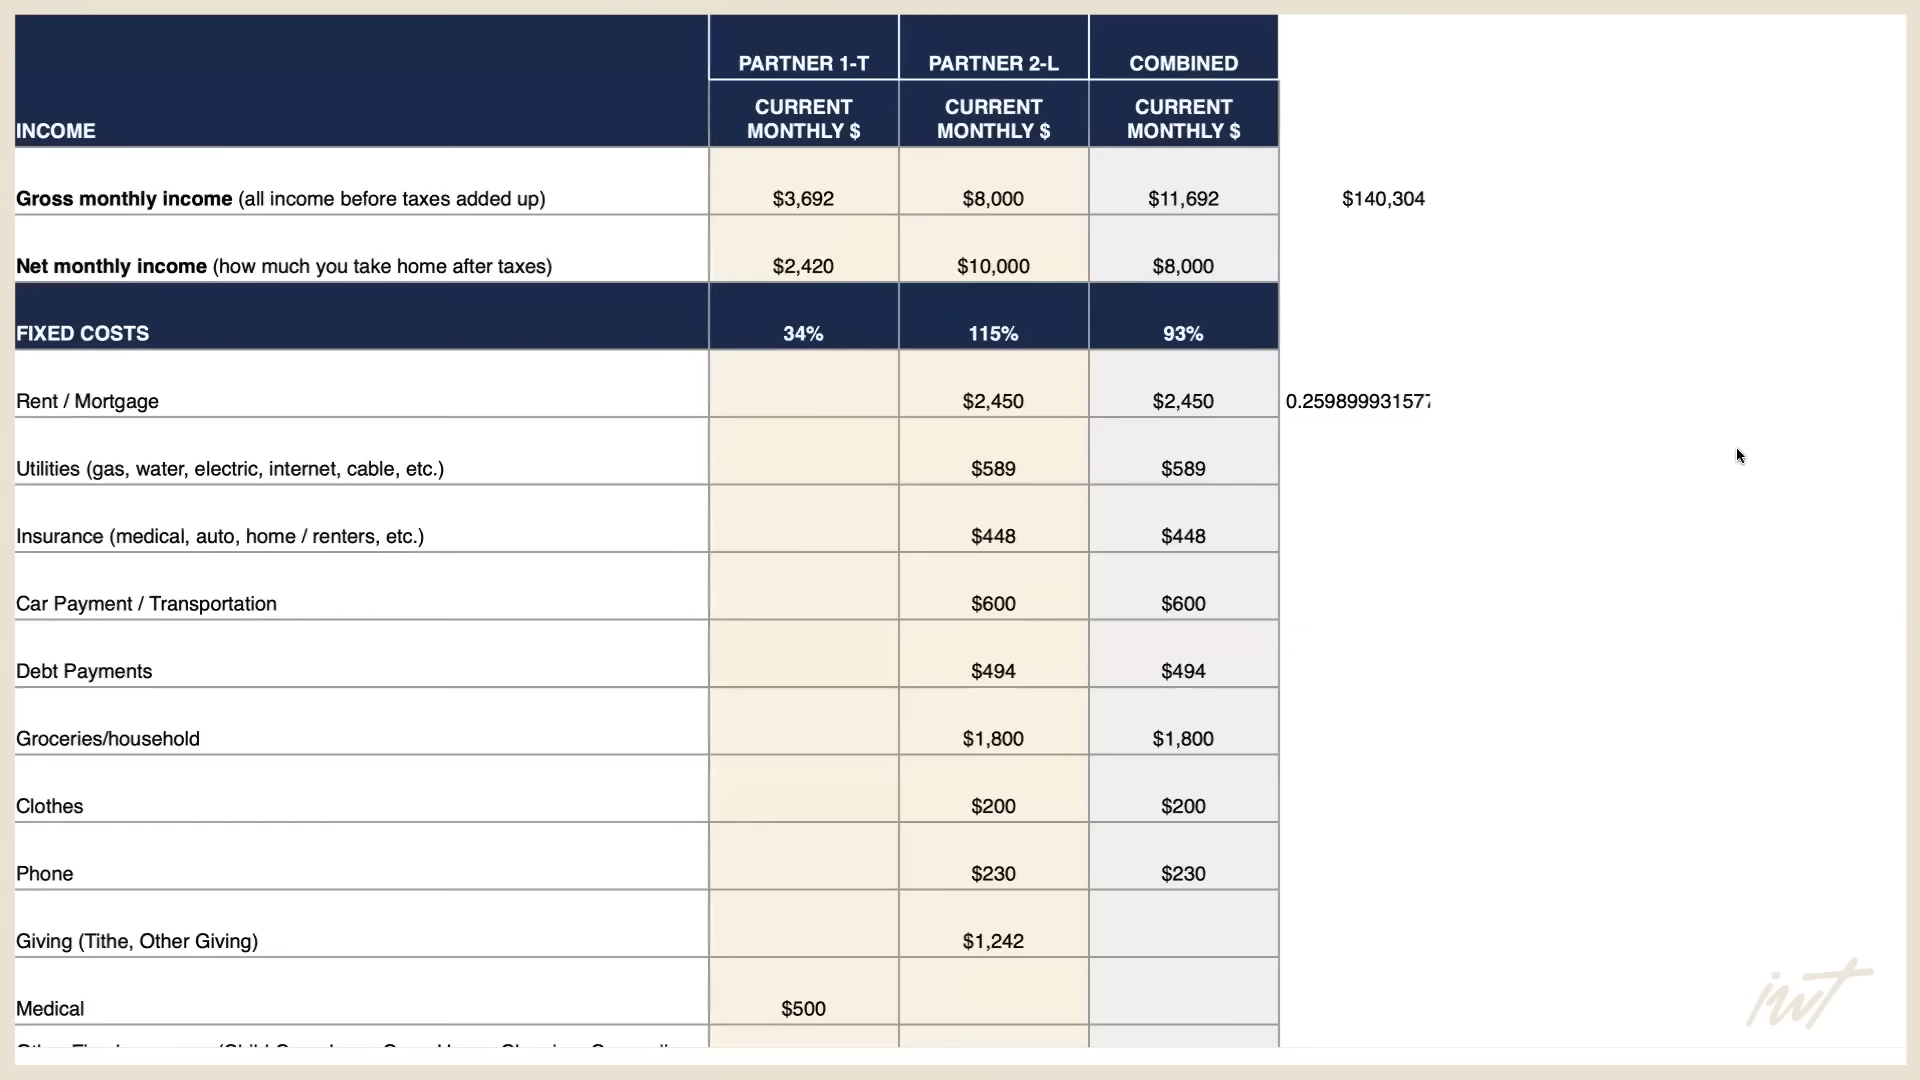 PARTNER 1-T PARTNER 2-L COMBINED
INCOME CURRENT MONTHLY $ CURRENT MONTHLY $ CURRENT MONTHLY $
Gross monthly income (all income before taxes added up) $3,692 $8,000 $11,692 $140,304
Net monthly income (how much you take home after taxes) $2,420 $10,000 $8,000
FIXED COSTS 34% 115% 93%
Rent / Mortgage $2,450 $2,450 0.25989993157
Utilities (gas, water, electric, internet, cable, etc.) $589 $589
Insurance (medical, auto, home / renters, etc.) $448 $448
Car Payment / Transportation $600 $600
Debt Payments $494 $494
Groceries/household $1,800 $1,800
Clothes $200 $200
Phone $230 $230
Giving (Tithe, Other Giving) $1,242
Medical $500
iwt